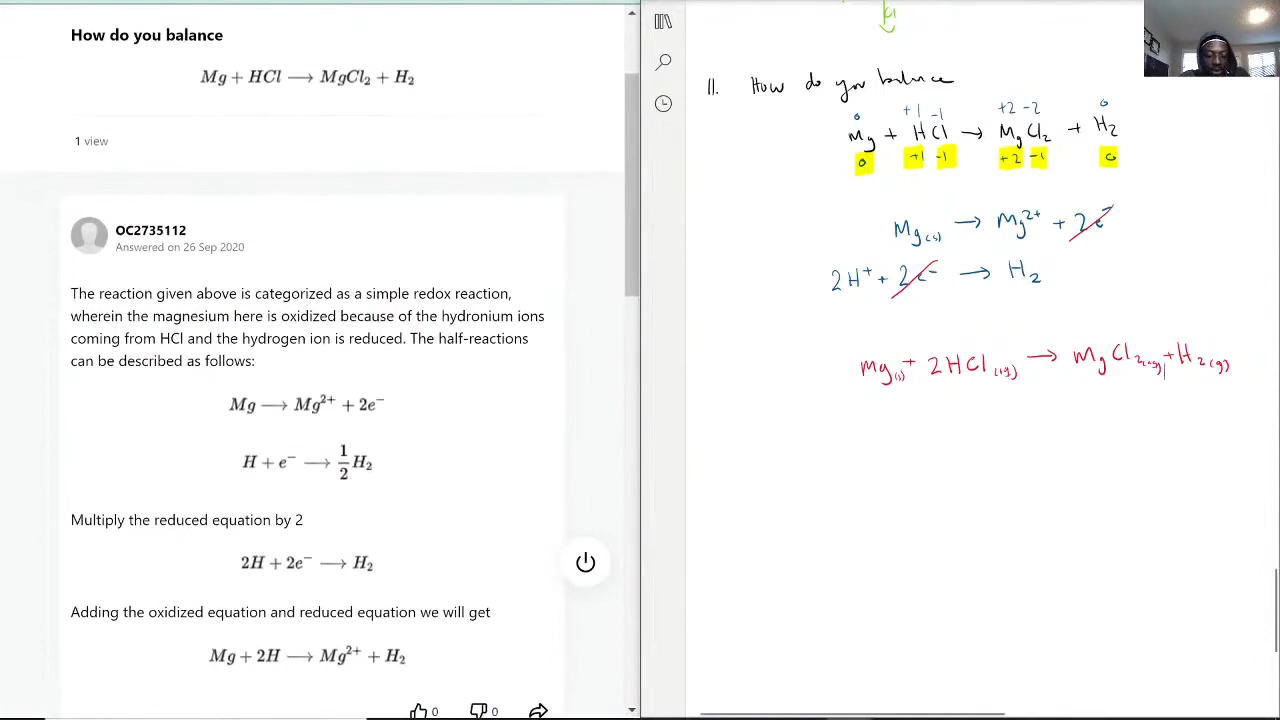 How do you balance
Mg + HCl ⟶ MgCl₂ + H₂
1 view
OC2735112
Answered on 26 Sep 2020
The reaction given above is categorized as a simple redox reaction,
wherein the magnesium here is oxidized because of the hydronium ions
coming from HCl and the hydrogen ion is reduced. The half-reactions
can be described as follows:
Mg ⟶ Mg²⁺ + 2e⁻
H + e⁻ ⟶ 1/2 H₂
Multiply the reduced equation by 2
2H + 2e⁻ ⟶ H₂
Adding the oxidized equation and reduced equation we will get
Mg + 2H ⟶ Mg²⁺ + H₂
0 0
11. How do you balance
0 +1 -1 +2 -2 0
Mg + HCl → MgCl₂ + H₂
0 +1 -1 +2 -1 0
Mg(s) → Mg²⁺ + 2e⁻
2H⁺ + 2e⁻ → H₂
Mg(s) + 2HCl(aq) → MgCl₂(aq) + H₂(g)